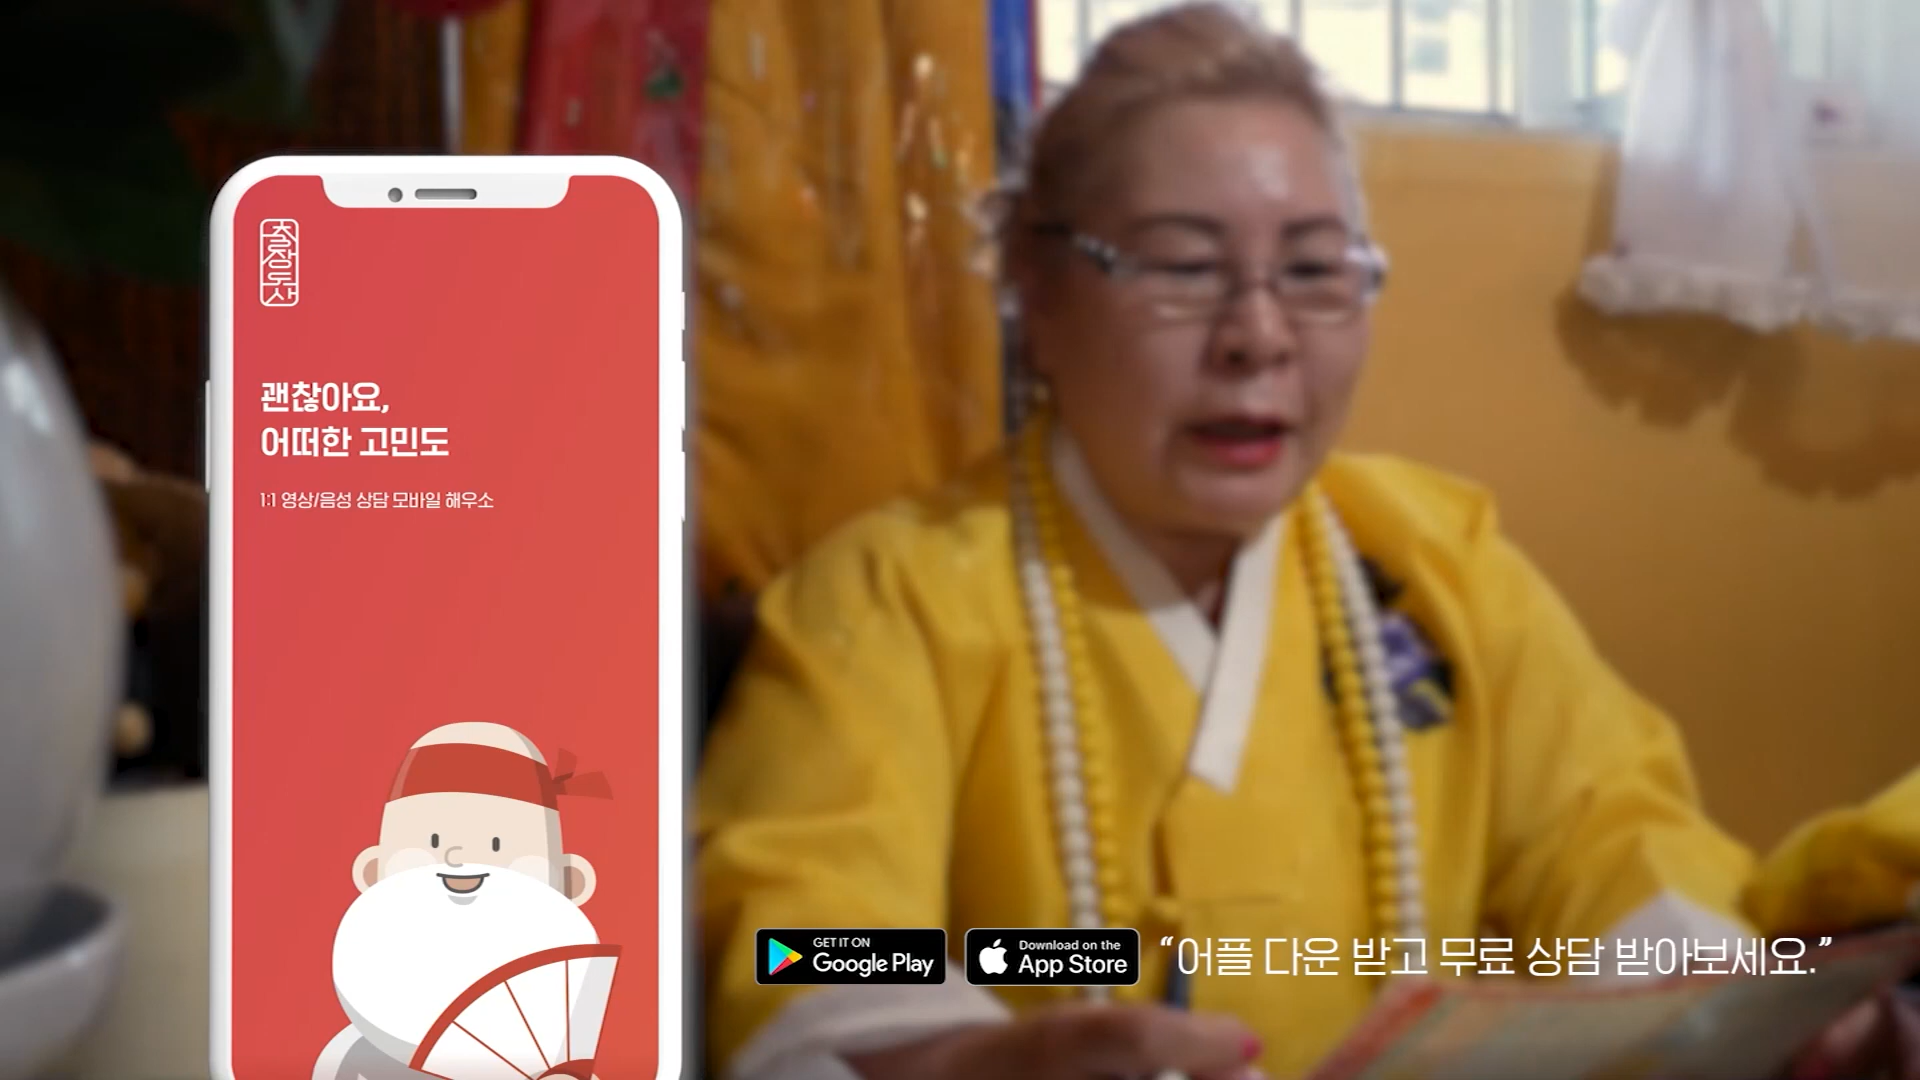 출장도사
괜찮아요,
어떠한 고민도
1:1 영상/음성 상담 모바일 해우소
GET IT ON
Google Play
Download on the
App Store
“어플 다운 받고 무료 상담 받아보세요.”